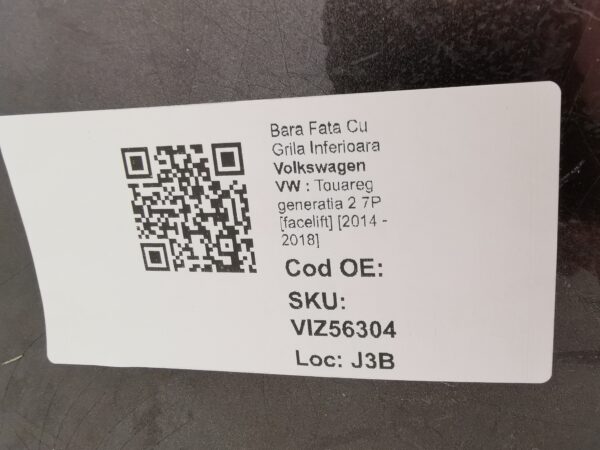 Bara Fata Cu
Grila Inferioara
Volkswagen
VW : Touareg
generatia 2 7P
[facelift] [2014 -
2018]
Cod OE:
SKU:
VIZ56304
Loc: J3B